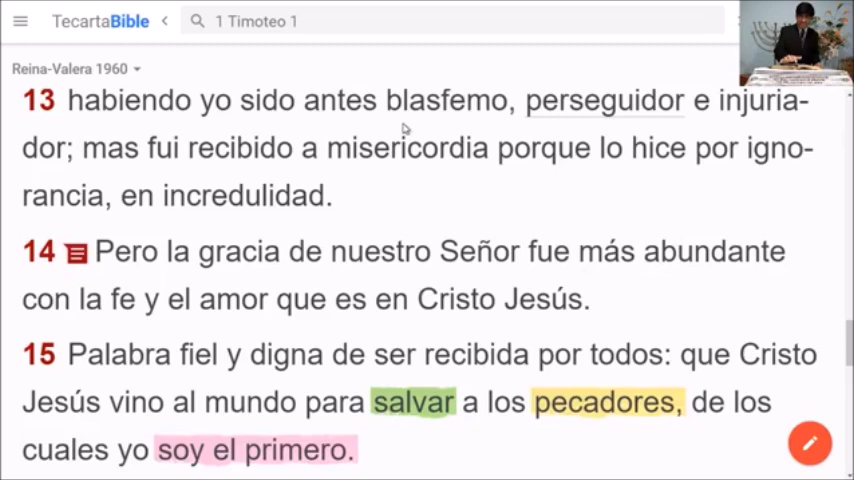 TecartaBible
1 Timoteo 1
Reina-Valera 1960
13 habiendo yo sido antes blasfemo, perseguidor e injuria-
dor; mas fui recibido a misericordia porque lo hice por igno-
rancia, en incredulidad.
14 Pero la gracia de nuestro Señor fue más abundante
con la fe y el amor que es en Cristo Jesús.
15 Palabra fiel y digna de ser recibida por todos: que Cristo
Jesús vino al mundo para salvar a los pecadores, de los
cuales yo soy el primero.